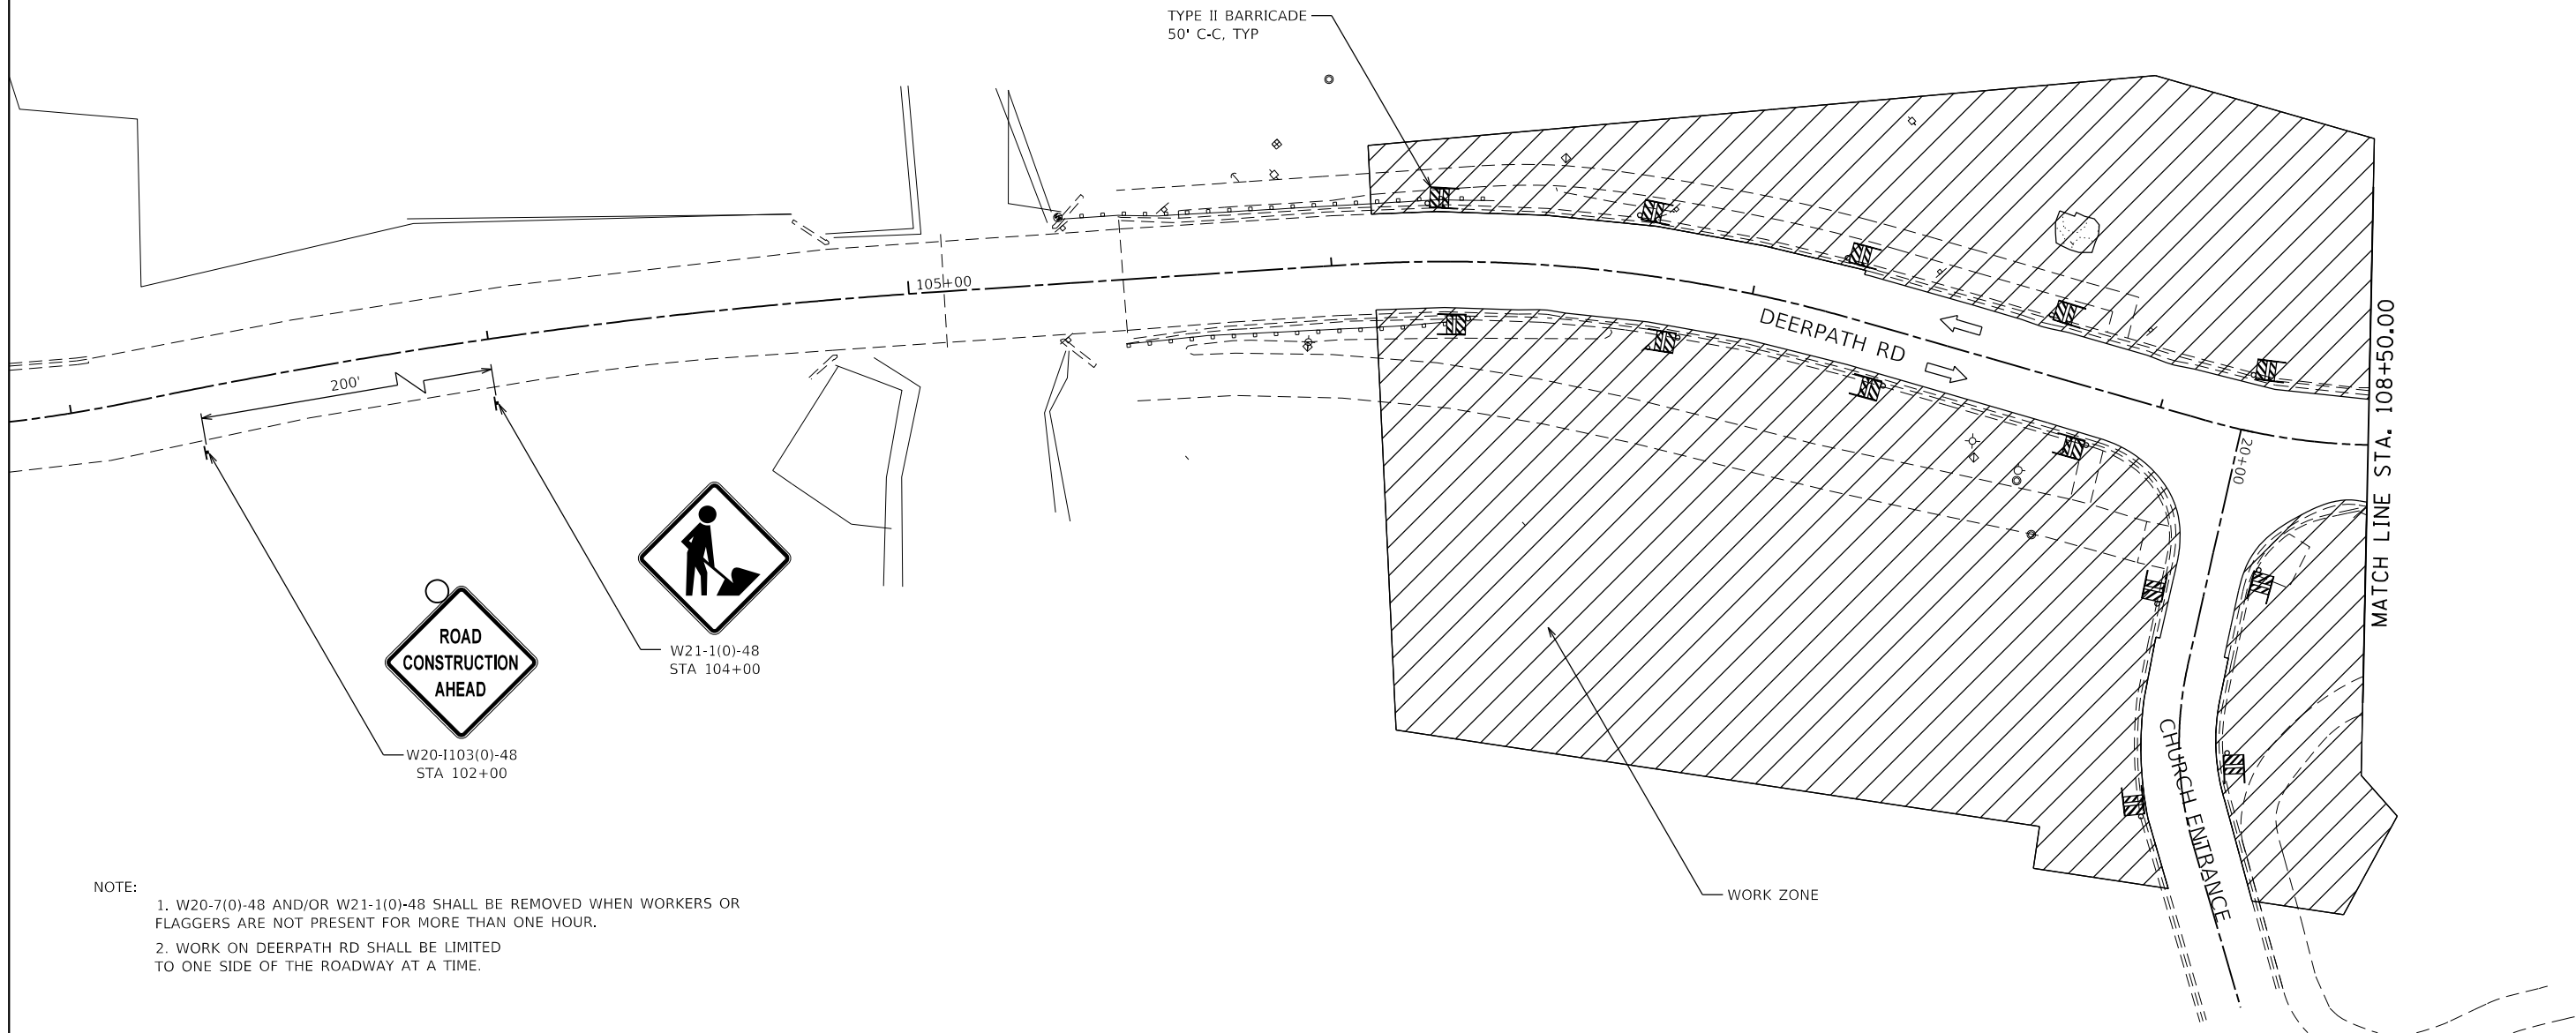 TYPE II BARRICADE
50' C-C, TYP
105+00
DEERPATH RD
200'
20+00
MATCH LINE STA. 108+50.00
ROAD
CONSTRUCTION
AHEAD
W21-1(0)-48
STA 104+00
W20-I103(0)-48
STA 102+00
CHURCH ENTRANCE
WORK ZONE
NOTE:
1. W20-7(0)-48 AND/OR W21-1(0)-48 SHALL BE REMOVED WHEN WORKERS OR
FLAGGERS ARE NOT PRESENT FOR MORE THAN ONE HOUR.
2. WORK ON DEERPATH RD SHALL BE LIMITED
TO ONE SIDE OF THE ROADWAY AT A TIME.